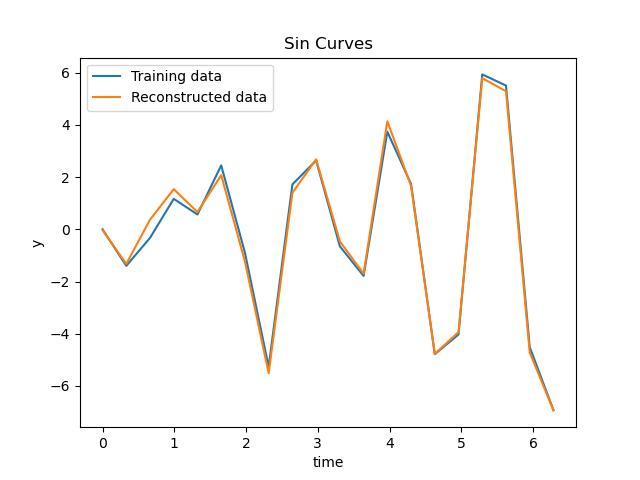 Sin Curves
Training data
Reconstructed data
6
4
2
0
−2
−4
−6
y
0 1 2 3 4 5 6
time